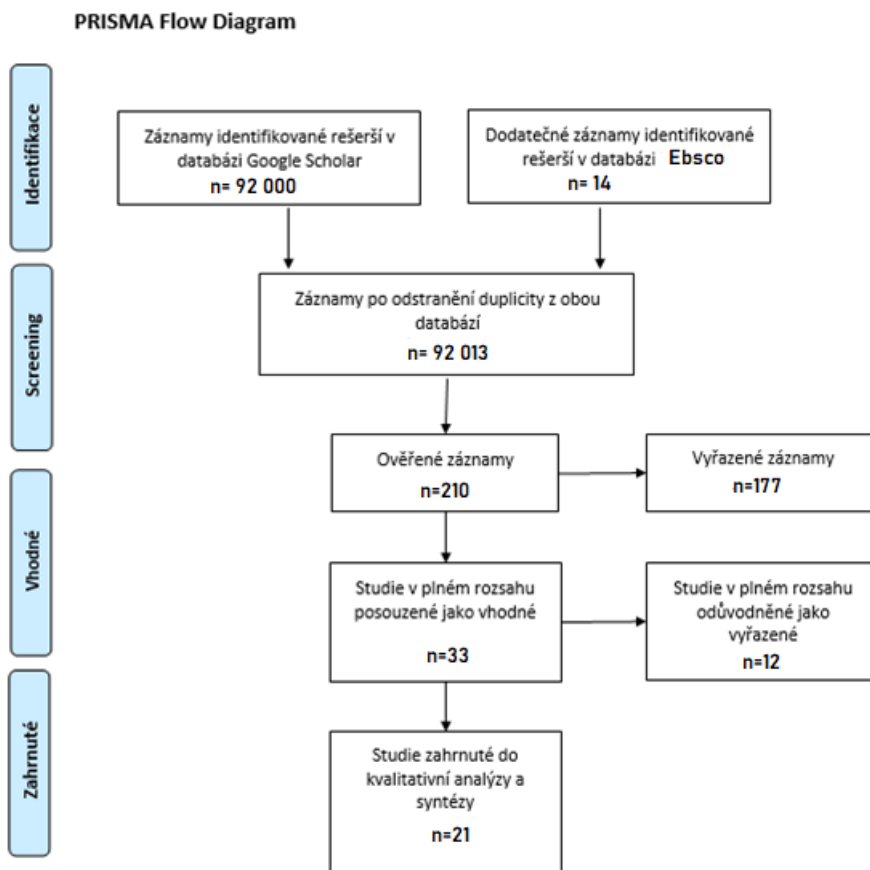 PRISMA Flow Diagram
Identifikace
Záznamy identifikované rešerší v
databázi Google Scholar
n= 92 000
Dodatečné záznamy identifikované
rešerší v databázi Ebsco
n= 14
Screening
Záznamy po odstranění duplicity z obou
databází
n= 92 013
Ověřené záznamy
n=210
Vyřazené záznamy
n=177
Vhodné
Studie v plném rozsahu
posouzené jako vhodné
n=33
Studie v plném rozsahu
odůvodněné jako
vyřazené
n=12
Zahrnuté
Studie zahrnuté do
kvalitativní analýzy a
syntézy
n=21